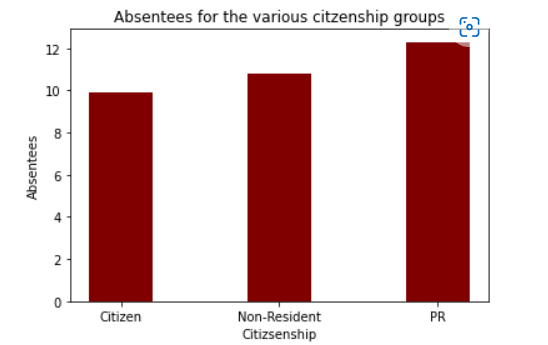 Absentees for the various citzenship groups
Absentees
12
10
8
6
4
2
0
Citizen Non-Resident PR
Citizsenship